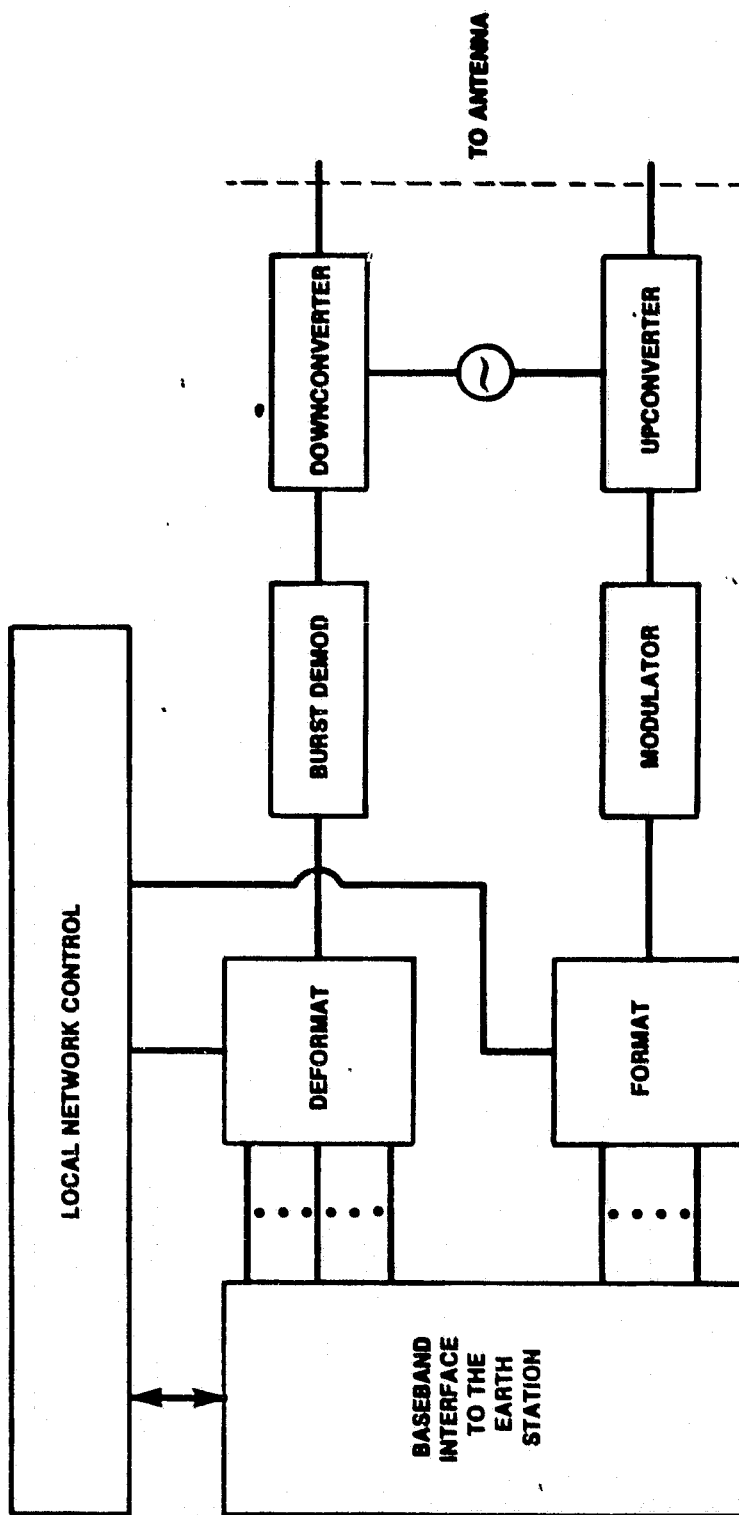 LOCAL NETWORK CONTROL
BASEBAND
INTERFACE
TO THE
EARTH
STATION
DEFORMAT
BURST DEMOD
DOWNCONVERTER
TO ANTENNA
FORMAT
MODULATOR
UPCONVERTER